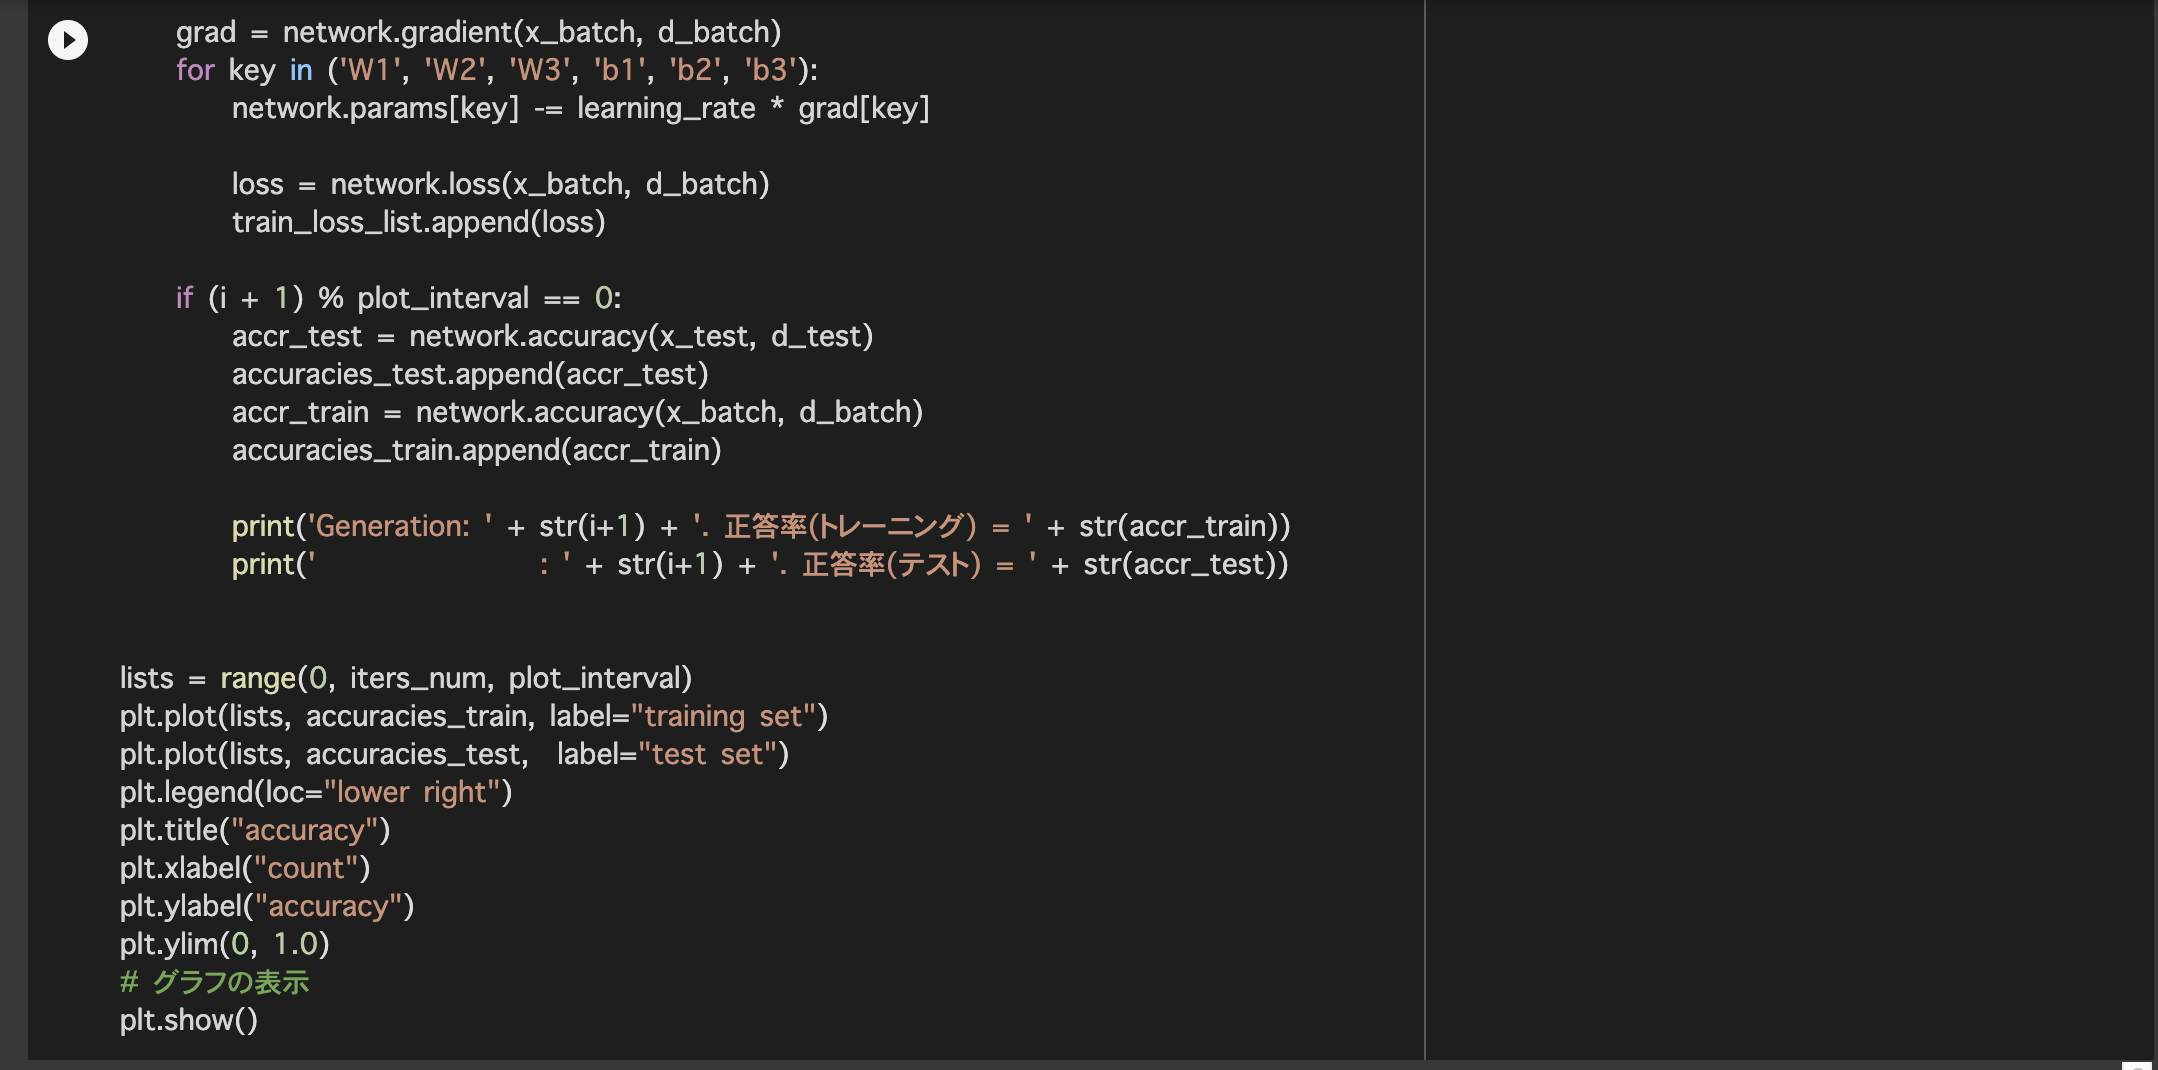 grad = network.gradient(x_batch, d_batch)
for key in ('W1', 'W2', 'W3', 'b1', 'b2', 'b3'):
    network.params[key] -= learning_rate * grad[key]

    loss = network.loss(x_batch, d_batch)
    train_loss_list.append(loss)

if (i + 1) % plot_interval == 0:
    accr_test = network.accuracy(x_test, d_test)
    accuracies_test.append(accr_test)
    accr_train = network.accuracy(x_batch, d_batch)
    accuracies_train.append(accr_train)

    print('Generation: ' + str(i+1) + '. 正答率(トレーニング) = ' + str(accr_train))
    print('                : ' + str(i+1) + '. 正答率(テスト) = ' + str(accr_test))

lists = range(0, iters_num, plot_interval)
plt.plot(lists, accuracies_train, label="training set")
plt.plot(lists, accuracies_test,  label="test set")
plt.legend(loc="lower right")
plt.title("accuracy")
plt.xlabel("count")
plt.ylabel("accuracy")
plt.ylim(0, 1.0)
# グラフの表示
plt.show()